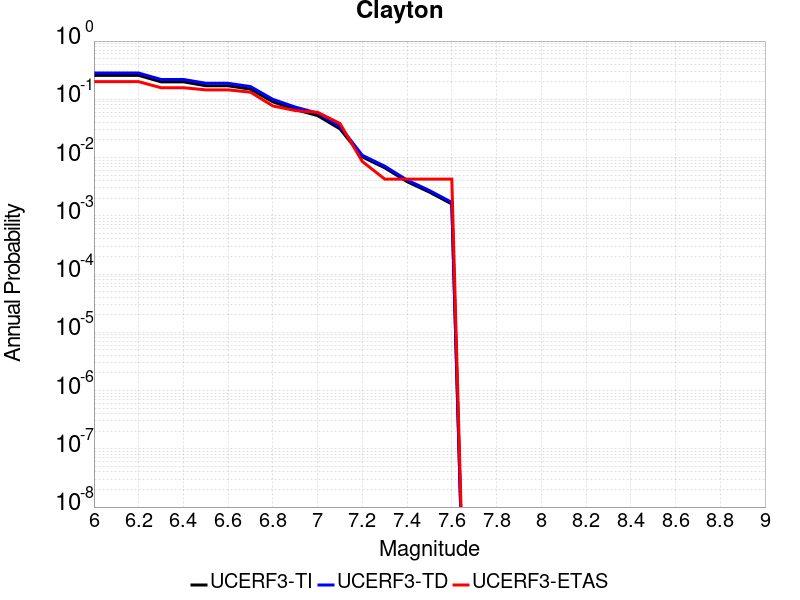 Clayton
10^0
10^-1
10^-2
10^-3
10^-4
10^-5
10^-6
10^-7
10^-8
Annual Probability
6 6.2 6.4 6.6 6.8 7 7.2 7.4 7.6 7.8 8 8.2 8.4 8.6 8.8 9
Magnitude
UCERF3-TI UCERF3-TD UCERF3-ETAS